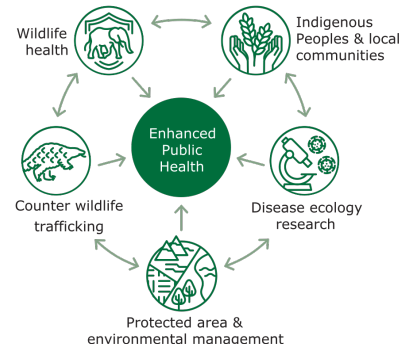 Wildlife
health
Indigenous
Peoples & local
communities
Enhanced
Public
Health
Counter wildlife
trafficking
Disease ecology
research
Protected area &
environmental management